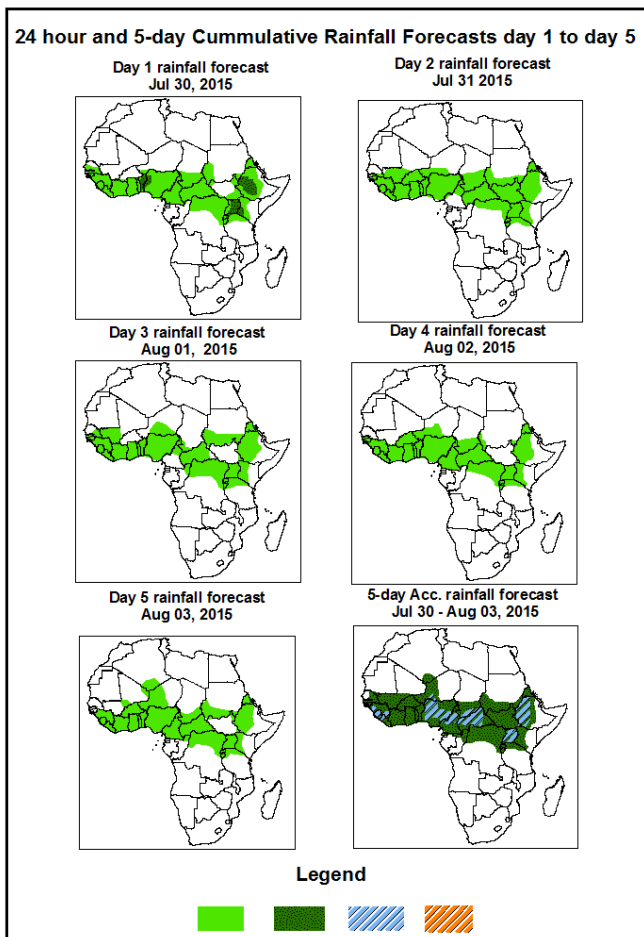 24 hour and 5-day Cummulative Rainfall Forecasts day 1 to day 5
Day 1 rainfall forecast
Jul 30, 2015
Day 2 rainfall forecast
Jul 31 2015
Day 3 rainfall forecast
Aug 01, 2015
Day 4 rainfall forecast
Aug 02, 2015
Day 5 rainfall forecast
Aug 03, 2015
5-day Acc. rainfall forecast
Jul 30 - Aug 03, 2015
Legend